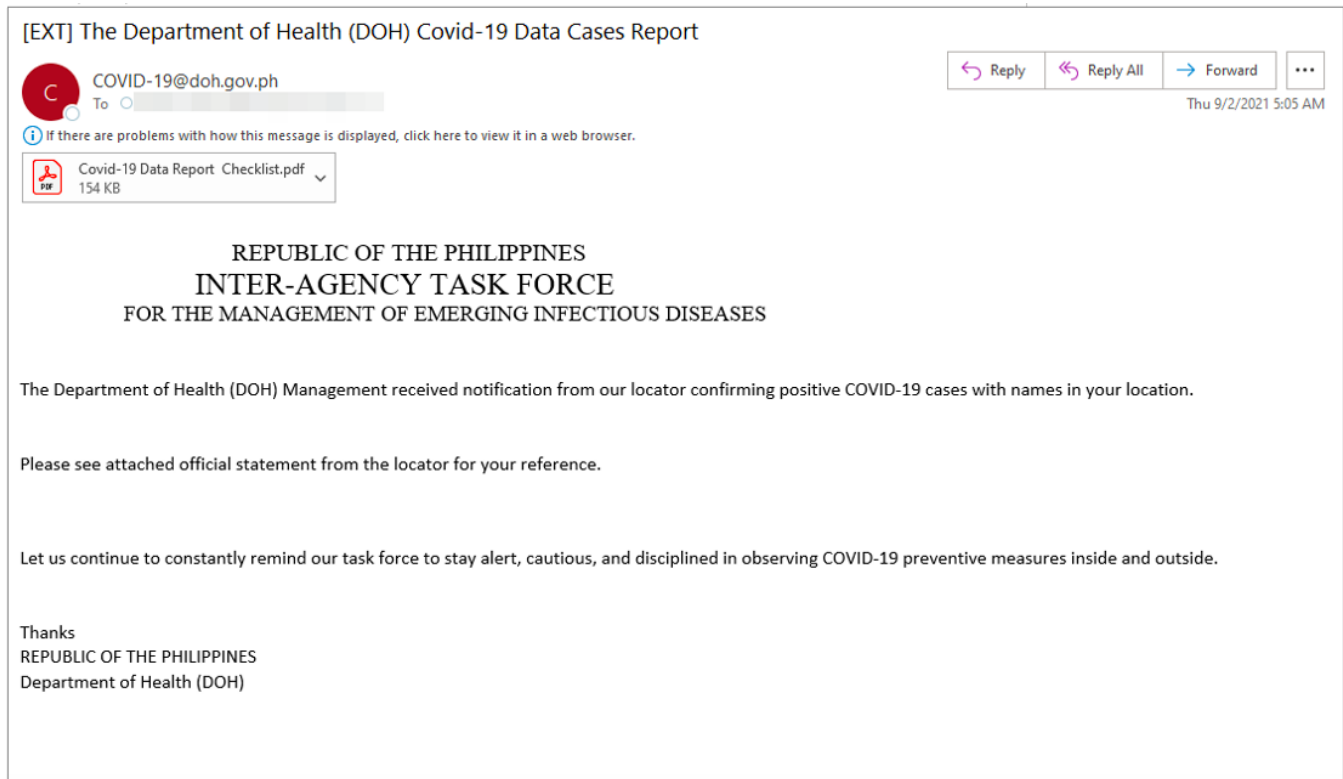 [EXT] The Department of Health (DOH) Covid-19 Data Cases Report
C
COVID-19@doh.gov.ph
To
Reply
Reply All
Forward
Thu 9/2/2021 5:05 AM
If there are problems with how this message is displayed, click here to view it in a web browser.
PDF
Covid-19 Data Report Checklist.pdf
154 KB
REPUBLIC OF THE PHILIPPINES
INTER-AGENCY TASK FORCE
FOR THE MANAGEMENT OF EMERGING INFECTIOUS DISEASES
The Department of Health (DOH) Management received notification from our locator confirming positive COVID-19 cases with names in your location.
Please see attached official statement from the locator for your reference.
Let us continue to constantly remind our task force to stay alert, cautious, and disciplined in observing COVID-19 preventive measures inside and outside.
Thanks
REPUBLIC OF THE PHILIPPINES
Department of Health (DOH)